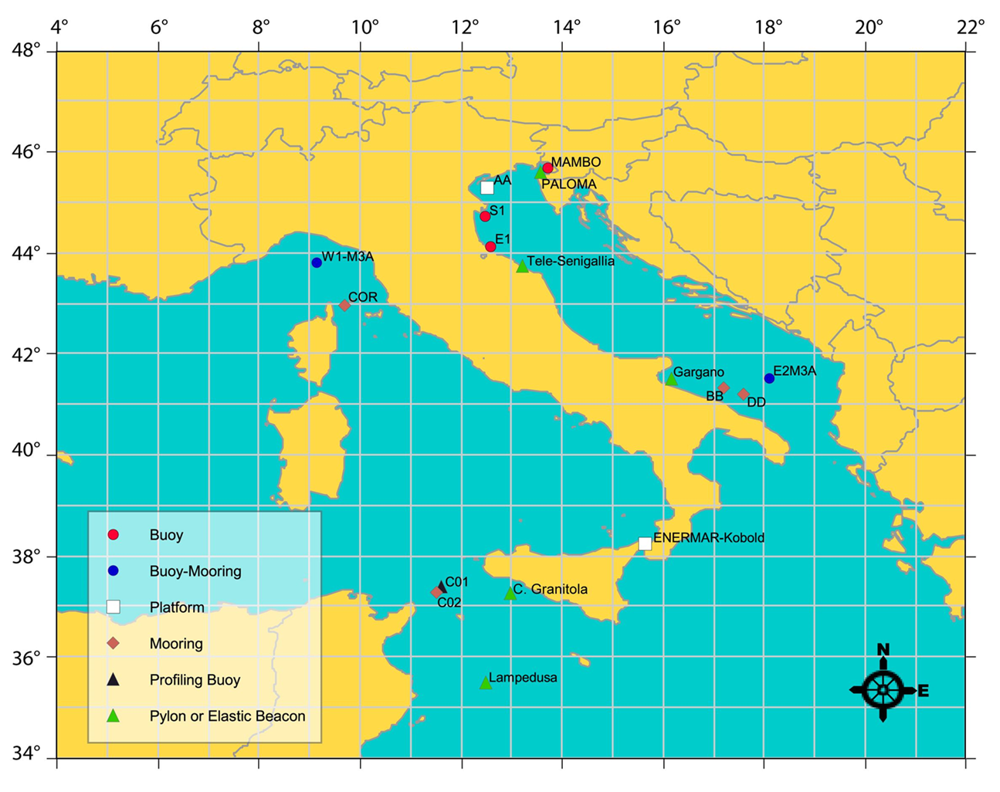 4° 6° 8° 10° 12° 14° 16° 18° 20° 22°
48°
46°
MAMBO
AA
PALOMA
S1
E1
44°
W1-M3A
Tele-Senigallia
COR
42°
Gargano
E2M3A
BB
DD
40°
ENERMAR-Kobold
38°
C01
C. Granitola
C02
36°
Lampedusa
34°
Buoy
Buoy-Mooring
Platform
Mooring
Profiling Buoy
Pylon or Elastic Beacon
N
E